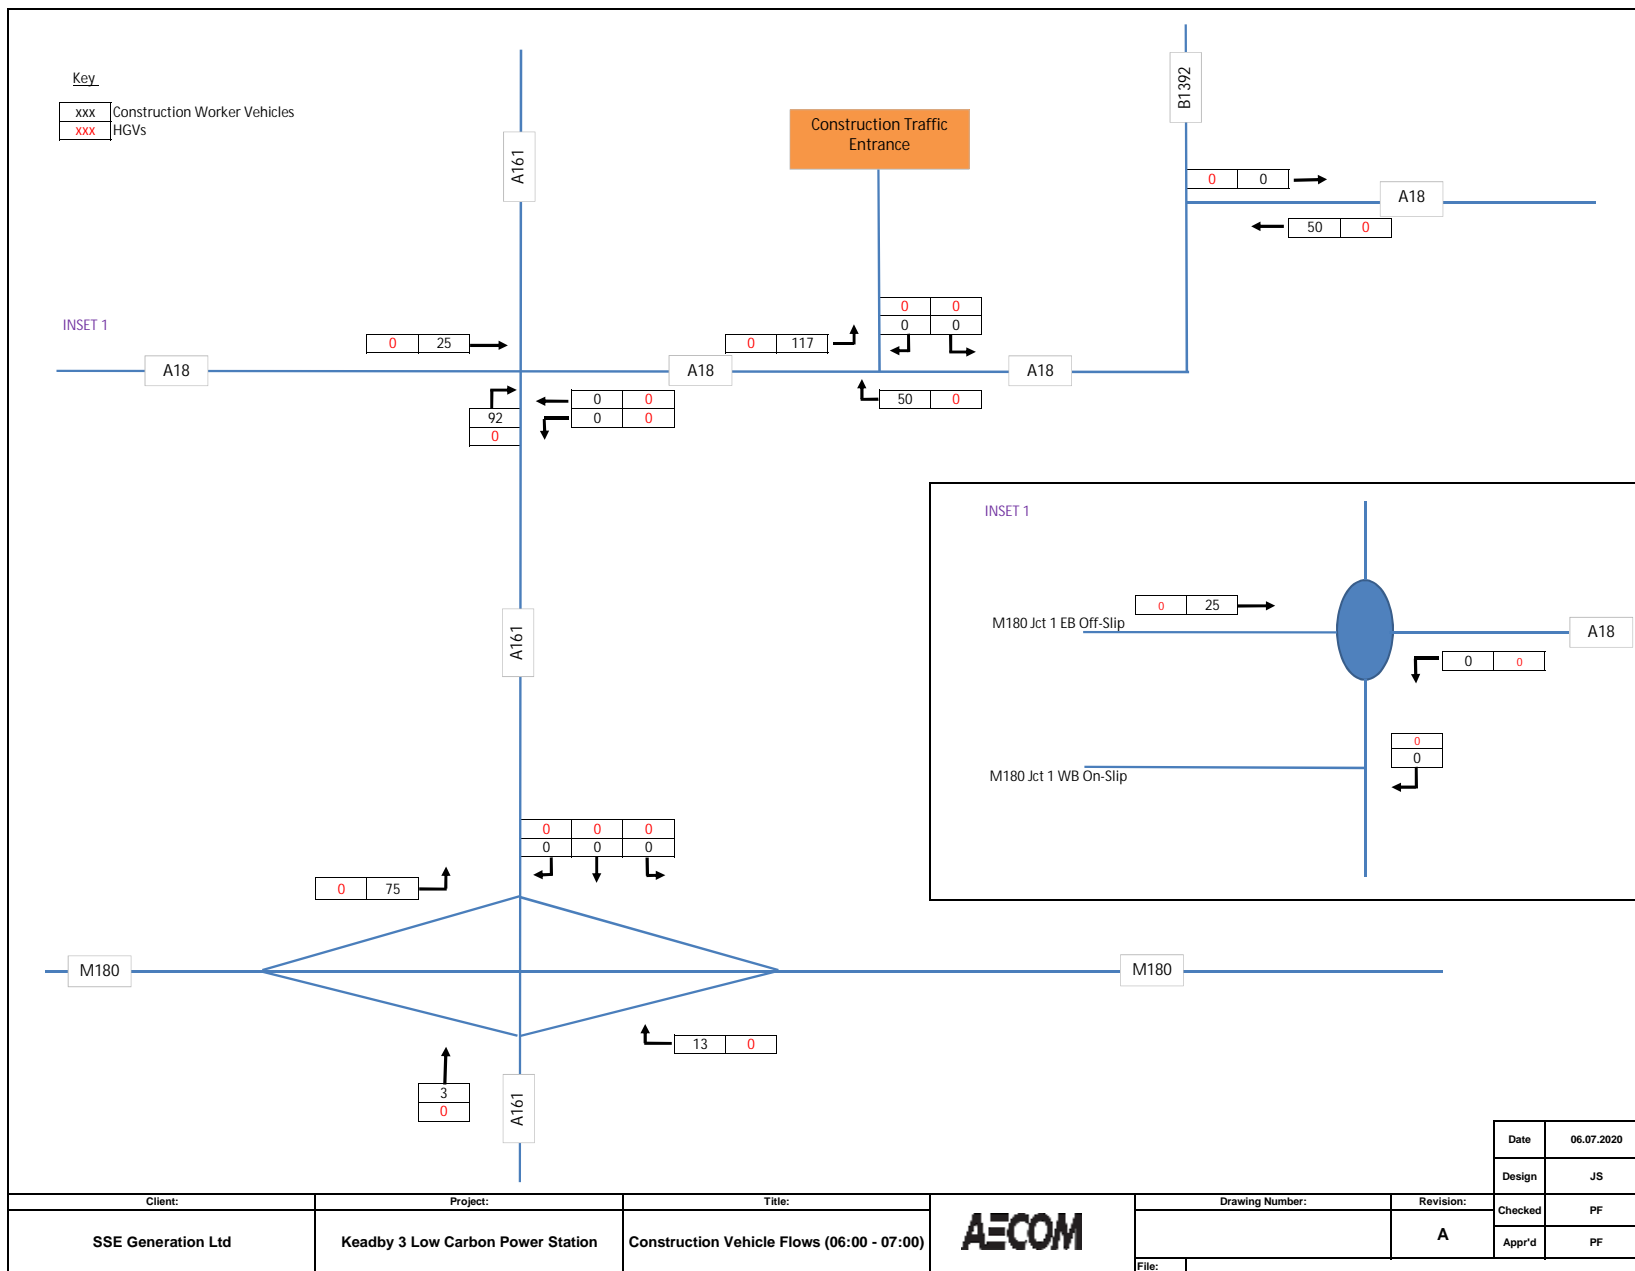 Key
xxx Construction Worker Vehicles
xxx HGVs
A161
Construction Traffic
Entrance
B1392
0 0
A18
50 0
INSET 1
0 25
0 117
0 0
0 0
A18
A18
A18
92
0
0 0
0 0
50 0
INSET 1
0 25
M180 Jct 1 EB Off-Slip
A18
0 0
0
0
M180 Jct 1 WB On-Slip
A161
0 0 0
0 0 0
0 75
M180
M180
13 0
3
0
A161
Date 06.07.2020
Design JS
Checked PF
Appr'd PF
Client: Project: Title: Drawing Number: Revision:
SSE Generation Ltd Keadby 3 Low Carbon Power Station Construction Vehicle Flows (06:00 - 07:00) AECOM A
File: